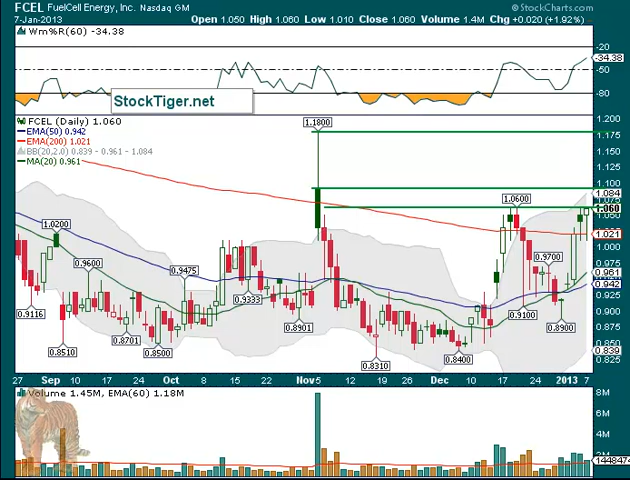 FCEL FuelCell Energy, Inc. Nasdaq GM © StockCharts.com
7-Jan-2013 Open 1.050 High 1.060 Low 1.010 Close 1.060 Volume 1.4M Chg +0.020 (+1.92%)
Wm%R(60) -34.38
-20
-34.38
-50
-80
StockTiger.net
FCEL (Daily) 1.060
EMA(50) 0.942
EMA(200) 1.021
BB(20,2.0) 0.839 - 0.961 - 1.084
MA(20) 0.961
1.1800
1.200
1.175
1.150
1.125
1.100
1.084
1.075
1.060
1.0600
1.050
1.0200
1.021
1.000
0.9700
0.9600
0.9475
0.975
0.961
0.942
0.9333
0.925
0.9116
0.9100
0.900
0.8901
0.8900
0.875
0.8701
0.8510
0.8500
0.8400
0.8310
0.850
0.839
0.825
27 Sep 10 17 24 Oct 8 15 22 Nov 5 12 19 26 Dec 10 17 24 2013 7
Volume 1.45M, EMA(60) 1.18M
8M
6M
4M
2M
1448474